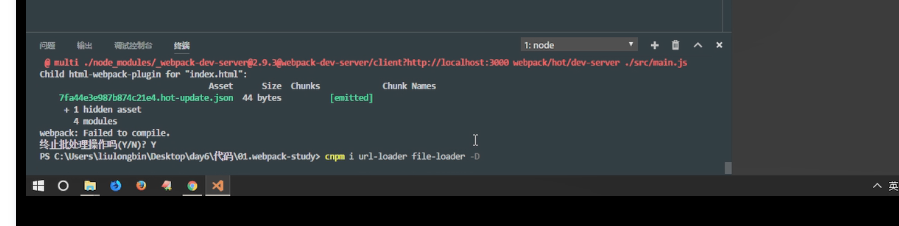 问题 输出 调试控制台 终端 1: node
@ multi ./node_modules/_webpack-dev-server@2.9.3@webpack-dev-server/client?http://localhost:3000 webpack/hot/dev-server ./src/main.js
Child html-webpack-plugin for "index.html":
Asset Size Chunks Chunk Names
7fa44e3e987b874c21e4.hot-update.json 44 bytes [emitted]
+ 1 hidden asset
4 modules
webpack: Failed to compile.
终止批处理操作吗(Y/N)? Y
PS C:\Users\liulongbin\Desktop\day6\代码\01.webpack-study> cnpm i url-loader file-loader -D
英